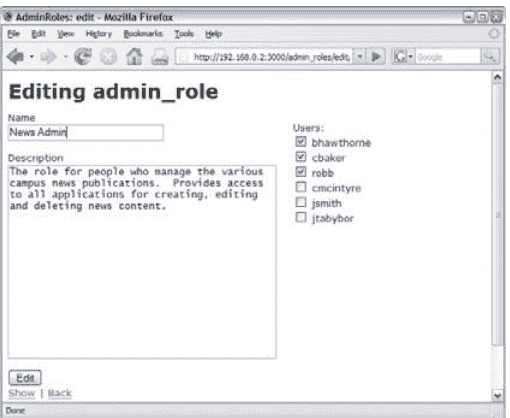 AdminRoles: edit - Mozilla Firefox
File Edit View History Bookmarks Tools Help
http://192.168.0.2:3000/admin_roles/edit, Google
Editing admin_role
Name
News Admin
Description
The role for people who manage the various
campus news publications. Provides access
to all applications for creating, editing
and deleting news content.
Users:
bhawthorne
cbaker
robb
cmcintyre
jsmith
jtabybor
Edit
Show | Back
Done